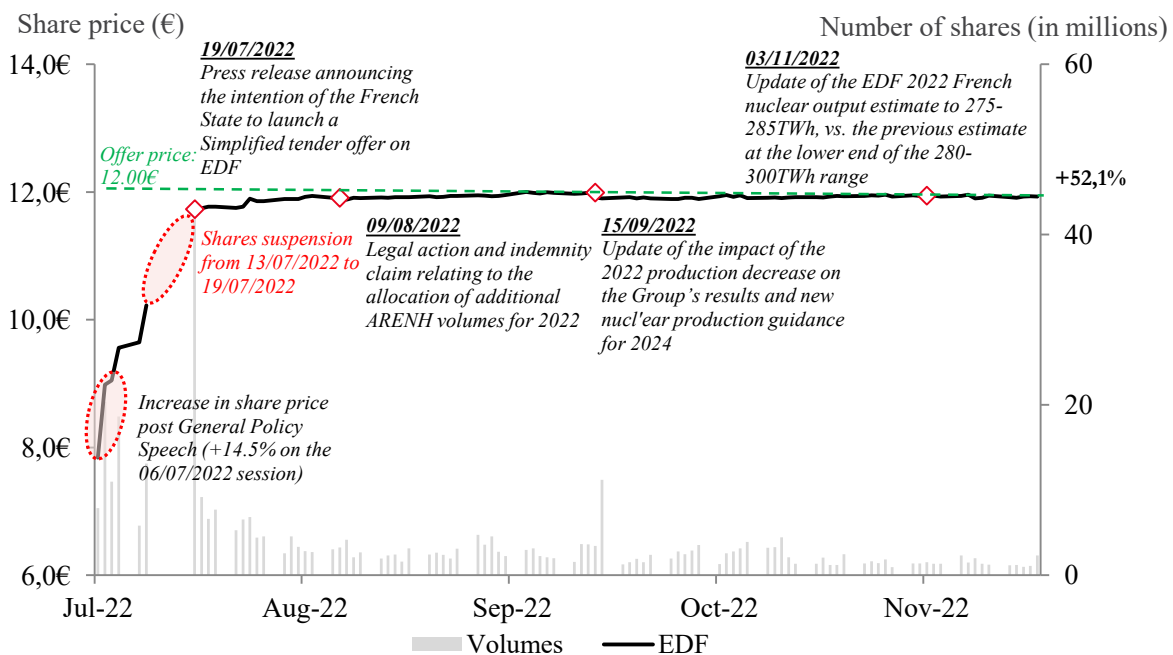 Share price (€)
Number of shares (in millions)
14,0€
12,0€
10,0€
8,0€
6,0€
60
40
20
0
+52,1%
Offer price:
12.00€
19/07/2022
Press release announcing
the intention of the French
State to launch a
Simplified tender offer on
EDF
03/11/2022
Update of the EDF 2022 French
nuclear output estimate to 275-
285TWh, vs. the previous estimate
at the lower end of the 280-
300TWh range
Shares suspension
from 13/07/2022 to
19/07/2022
09/08/2022
Legal action and indemnity
claim relating to the
allocation of additional
ARENH volumes for 2022
15/09/2022
Update of the impact of the
2022 production decrease on
the Group's results and new
nucl'ear production guidance
for 2024
Increase in share price
post General Policy
Speech (+14.5% on the
06/07/2022 session)
Jul-22
Aug-22
Sep-22
Oct-22
Nov-22
Volumes
EDF